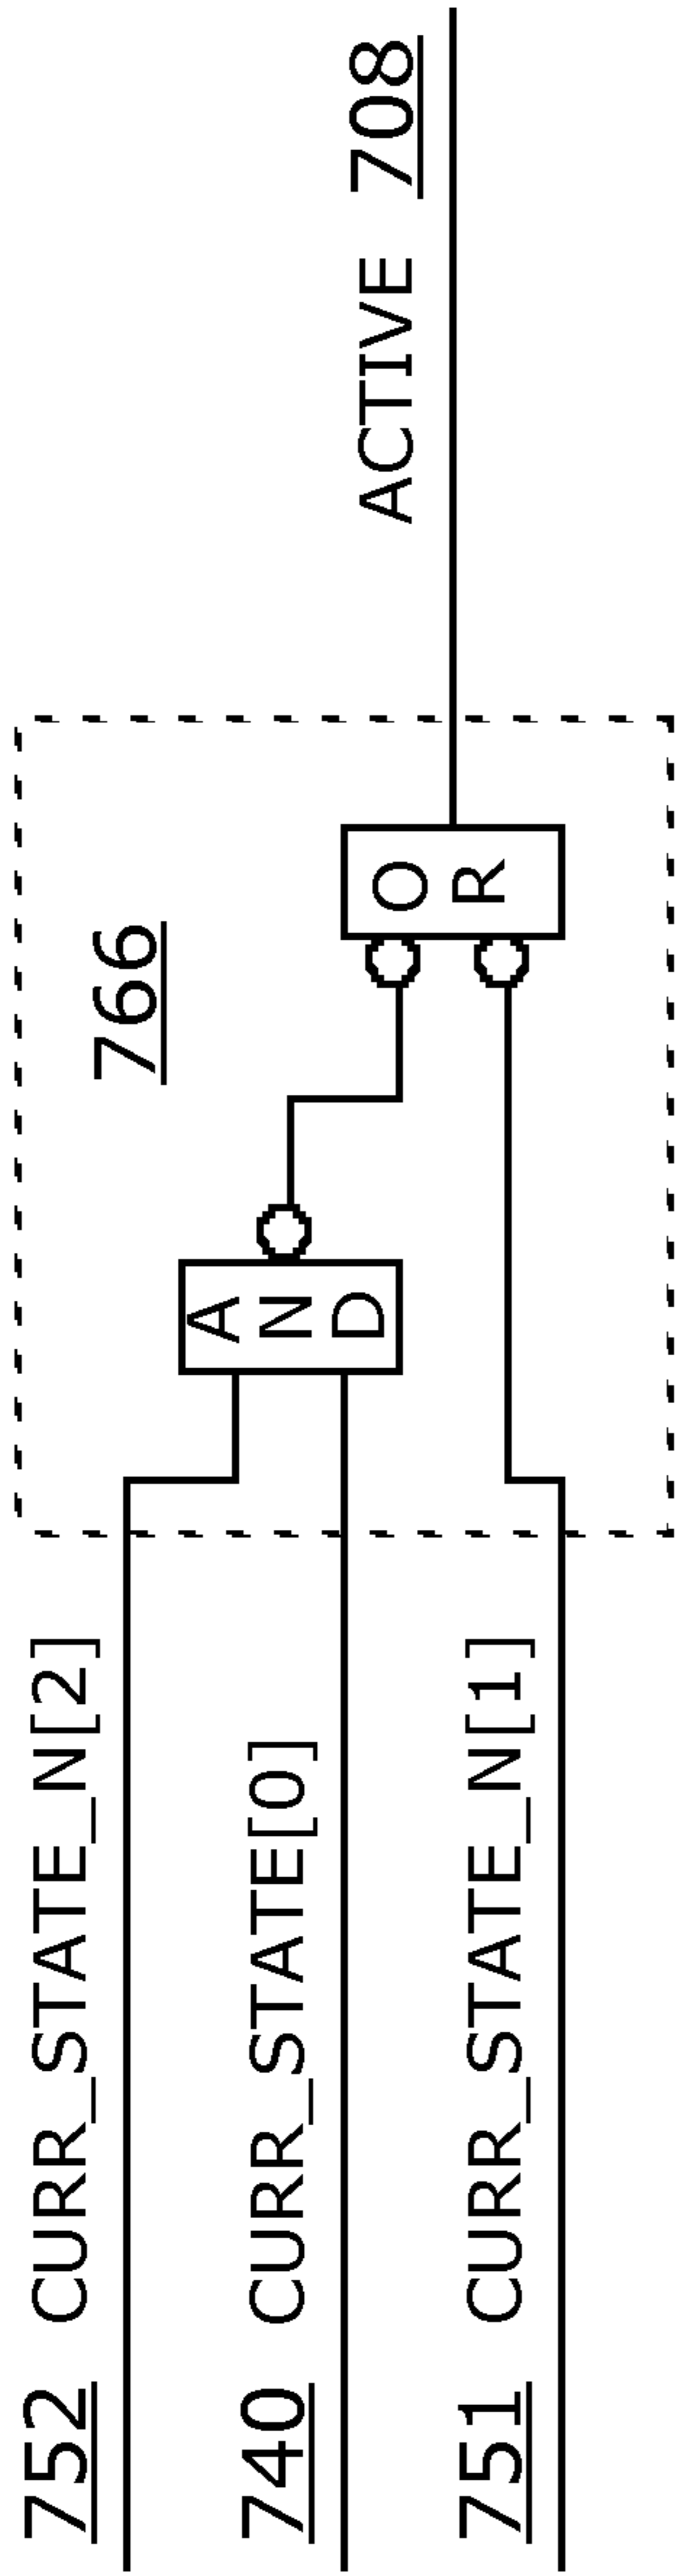 752 CURR_STATE_N[2]
740 CURR_STATE[0]
751 CURR_STATE_N[1]
766
AND
OR
ACTIVE 708